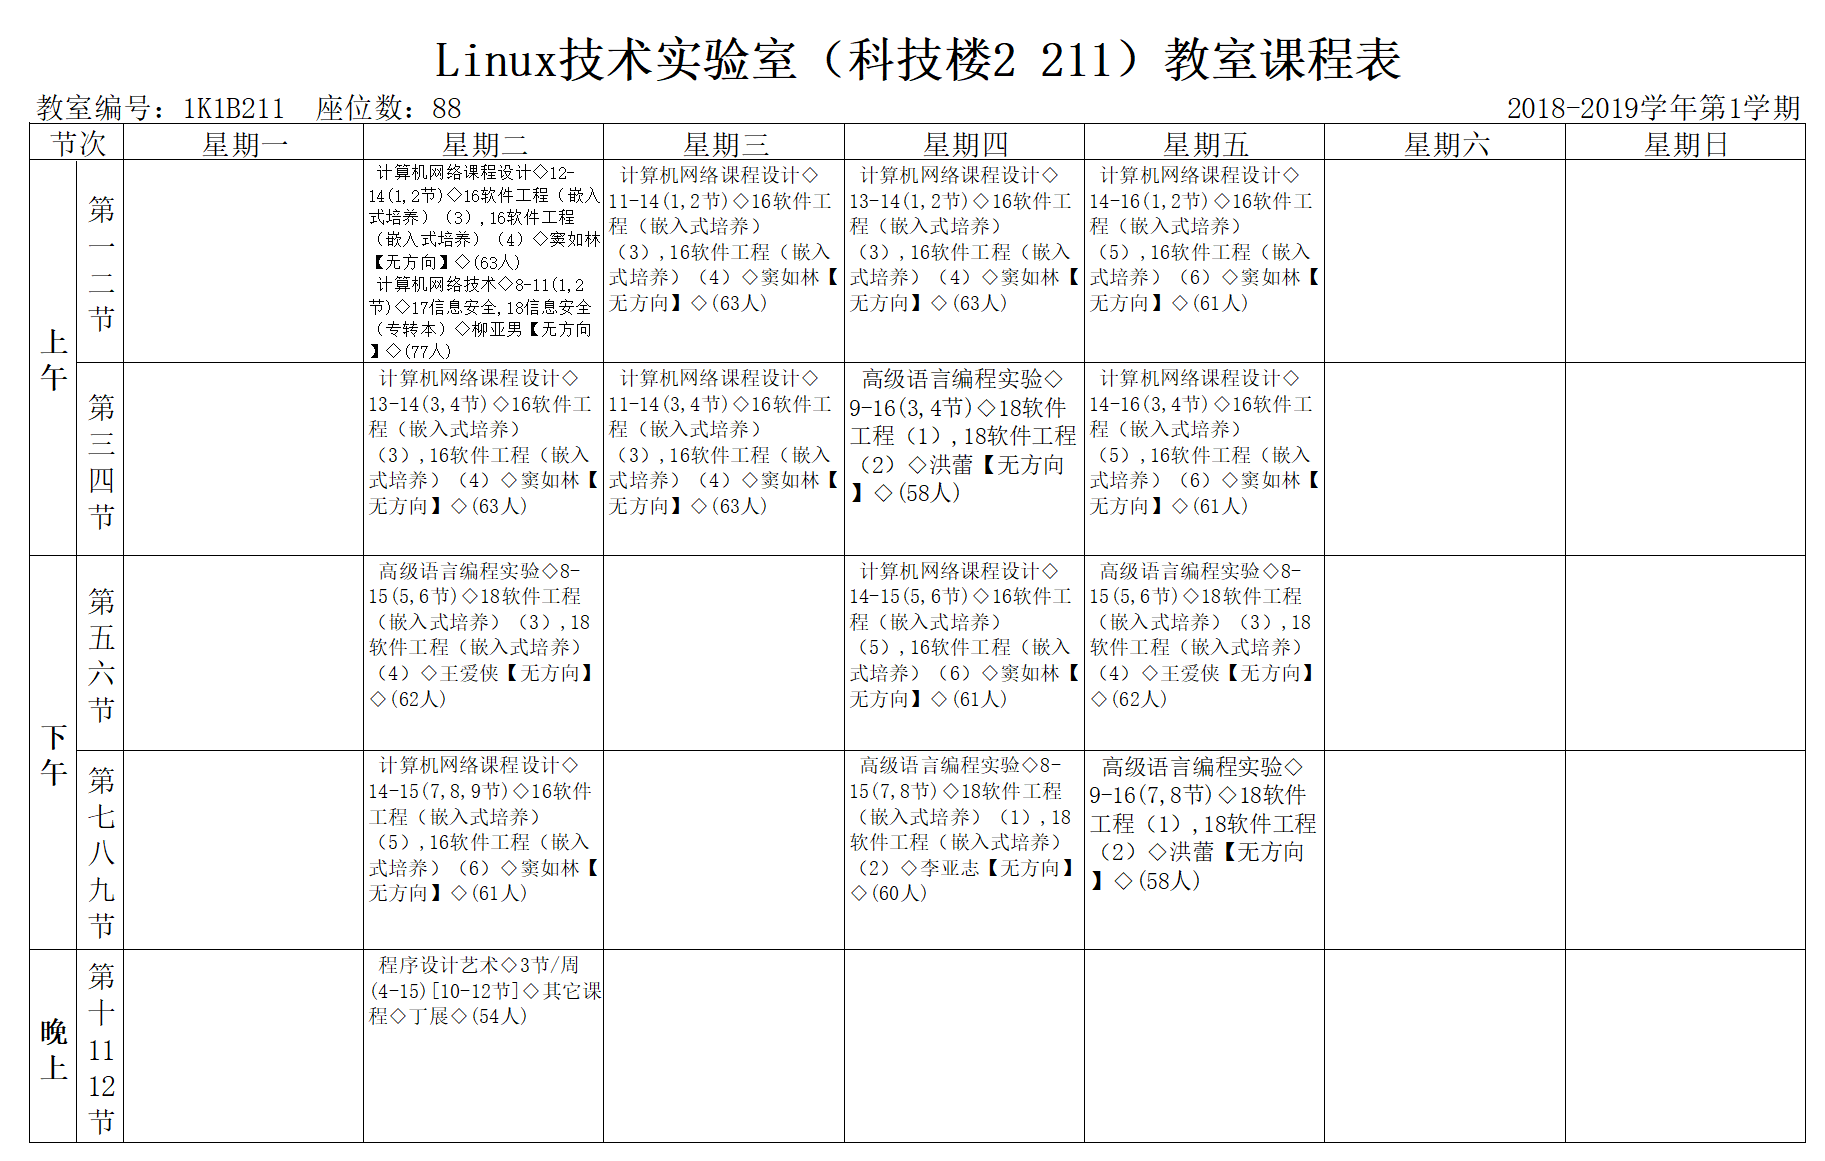 Linux技术实验室（科技楼2 211）教室课程表
教室编号：1K1B211 座位数：88
2018-2019学年第1学期
节次 星期一 星期二 星期三 星期四 星期五 星期六 星期日
上午
第一二节
计算机网络课程设计◇12-
14(1,2节)◇16软件工程（嵌入
式培养）（3）,16软件工程
（嵌入式培养）（4）◇窦如林
【无方向】◇(63人)
计算机网络技术◇8-11(1,2
节)◇17信息安全,18信息安全
（专转本）◇柳亚男【无方向
】◇(77人)
计算机网络课程设计◇
11-14(1,2节)◇16软件工
程（嵌入式培养）
（3）,16软件工程（嵌入
式培养）（4）◇窦如林【
无方向】◇(63人)
计算机网络课程设计◇
13-14(1,2节)◇16软件工
程（嵌入式培养）
（3）,16软件工程（嵌入
式培养）（4）◇窦如林【
无方向】◇(63人)
计算机网络课程设计◇
14-16(1,2节)◇16软件工
程（嵌入式培养）
（5）,16软件工程（嵌入
式培养）（6）◇窦如林【
无方向】◇(61人)
第三四节
计算机网络课程设计◇
13-14(3,4节)◇16软件工
程（嵌入式培养）
（3）,16软件工程（嵌入
式培养）（4）◇窦如林【
无方向】◇(63人)
计算机网络课程设计◇
11-14(3,4节)◇16软件工
程（嵌入式培养）
（3）,16软件工程（嵌入
式培养）（4）◇窦如林【
无方向】◇(63人)
高级语言编程实验◇
9-16(3,4节)◇18软件
工程（1）,18软件工程
（2）◇洪蕾【无方向
】◇(58人)
计算机网络课程设计◇
14-16(3,4节)◇16软件工
程（嵌入式培养）
（5）,16软件工程（嵌入
式培养）（6）◇窦如林【
无方向】◇(61人)
下午
第五六节
高级语言编程实验◇8-
15(5,6节)◇18软件工程
（嵌入式培养）（3）,18
软件工程（嵌入式培养）
（4）◇王爱侠【无方向】
◇(62人)
计算机网络课程设计◇
14-15(5,6节)◇16软件工
程（嵌入式培养）
（5）,16软件工程（嵌入
式培养）（6）◇窦如林【
无方向】◇(61人)
高级语言编程实验◇8-
15(5,6节)◇18软件工程
（嵌入式培养）（3）,18
软件工程（嵌入式培养）
（4）◇王爱侠【无方向】
◇(62人)
第七八九节
计算机网络课程设计◇
14-15(7,8,9节)◇16软件
工程（嵌入式培养）
（5）,16软件工程（嵌入
式培养）（6）◇窦如林【
无方向】◇(61人)
高级语言编程实验◇8-
15(7,8节)◇18软件工程
（嵌入式培养）（1）,18
软件工程（嵌入式培养）
（2）◇李亚志【无方向】
◇(60人)
高级语言编程实验◇
9-16(7,8节)◇18软件
工程（1）,18软件工程
（2）◇洪蕾【无方向
】◇(58人)
晚上
第十1112节
程序设计艺术◇3节/周
(4-15)[10-12节]◇其它课
程◇丁展◇(54人)